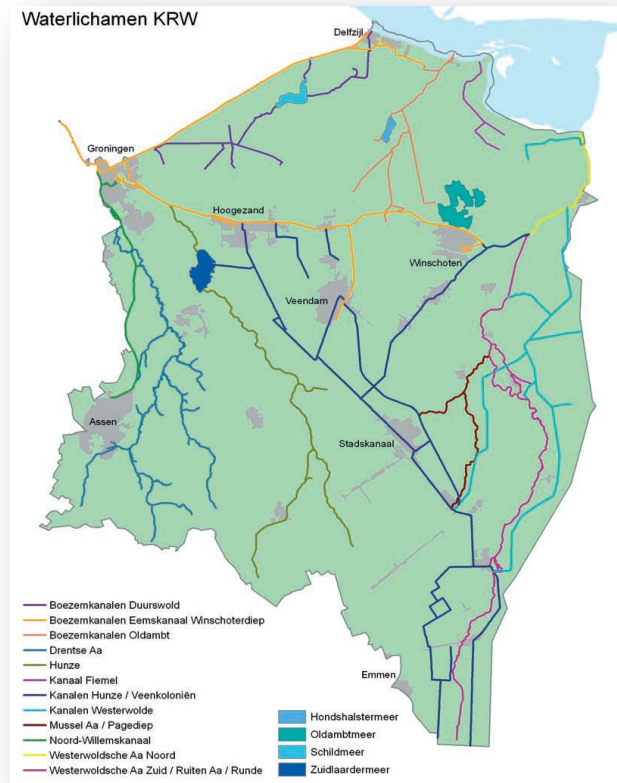 Waterlichamen KRW
Delfzijl
Groningen
Hoogezand
Winschoten
Veendam
Assen
Stadskanaal
Emmen
Boezemkanalen Duurswold
Boezemkanalen Eemskanaal Winschoterdiep
Boezemkanalen Oldambt
Drentse Aa
Hunze
Kanaal Fiemel
Kanalen Hunze / Veenkoloniën
Kanalen Westerwolde
Mussel Aa / Pagediep
Noord-Willemskanaal
Westerwoldsche Aa Noord
Westerwoldsche Aa Zuid / Ruiten Aa / Runde
Hondshalstermeer
Oldambtmeer
Schildmeer
Zuidlaardermeer